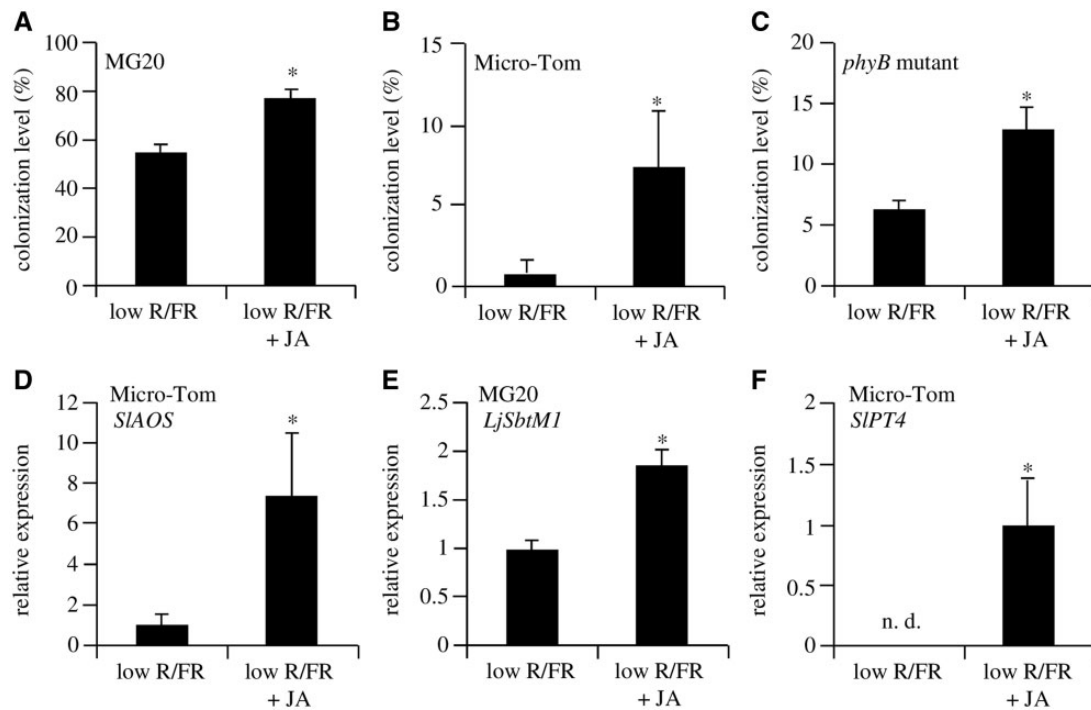 A
MG20
colonization level (%)
100
80
60
40
20
0
*
low R/FR
low R/FR
+ JA
B
Micro-Tom
colonization level (%)
15
10
5
0
*
low R/FR
low R/FR
+ JA
C
phyB mutant
colonization level (%)
20
15
10
5
0
*
low R/FR
low R/FR
+ JA
D
Micro-Tom
SlAOS
relative expression
12
10
8
6
4
2
0
*
low R/FR
low R/FR
+ JA
E
MG20
LjSbtM1
relative expression
2.5
2
1.5
1
0.5
0
*
low R/FR
low R/FR
+ JA
F
Micro-Tom
SlPT4
relative expression
2
1.5
1
0.5
0
n. d.
*
low R/FR
low R/FR
+ JA